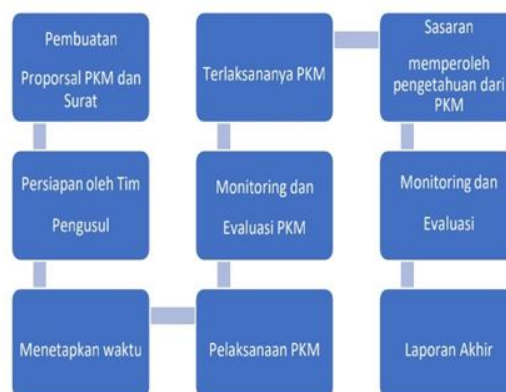 Pembuatan
Proporsal PKM dan
Surat
Persiapan oleh Tim
Pengusul
Menetapkan waktu
Pelaksanaan PKM
Monitoring dan
Evaluasi PKM
Terlaksananya PKM
Sasaran
memperoleh
pengetahuan dari
PKM
Monitoring dan
Evaluasi
Laporan Akhir